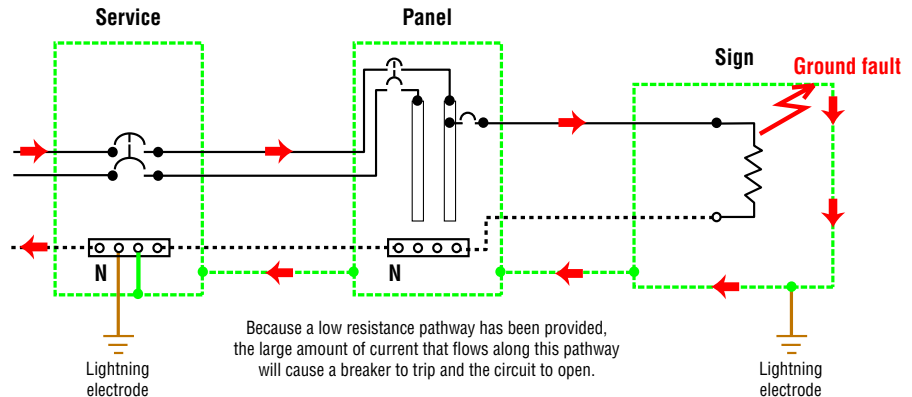 Service
Panel
Sign
Ground fault
N
N
Because a low resistance pathway has been provided,
the large amount of current that flows along this pathway
will cause a breaker to trip and the circuit to open.
Lightning
electrode
Lightning
electrode